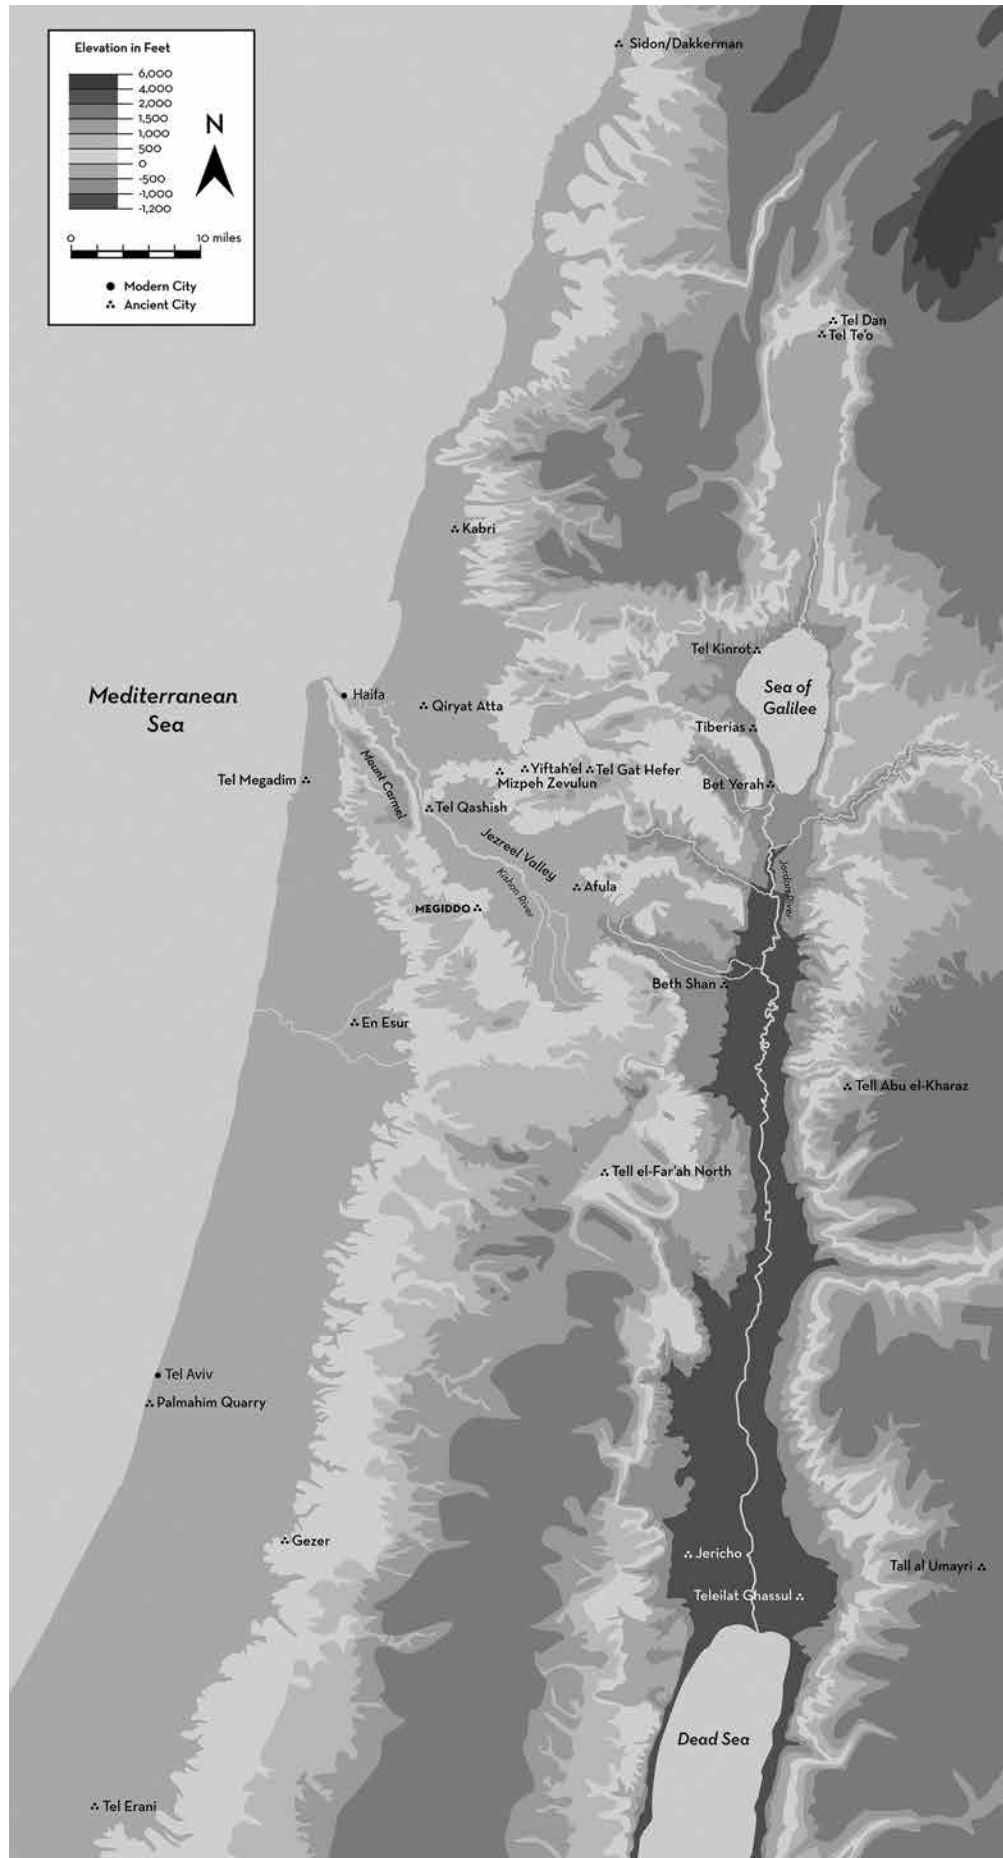 Elevation in Feet
6,000
4,000
2,000
1,500
1,000
500
0
-500
-1,000
-1,200
N
0 10 miles
Modern City
Ancient City
Sidon/Dakkerman
Tel Dan
Tel Te'o
Kabri
Tel Kinrot
Mediterranean
Sea
Haifa
Sea of
Galilee
Qiryat Atta
Tiberias
Mount Carmel
Tel Megadim
Yiftah'el
Tel Gat Hefer
Mizpeh Zevulun
Bet Yerah
Tel Qashish
Jezreel Valley
Kishon River
Afula
Jordan River
MEGIDDO
Beth Shan
En Esur
Tell Abu el-Kharaz
Tell el-Far'ah North
Tel Aviv
Palmahim Quarry
Gezer
Jericho
Tall al Umayri
Teleilat Ghassul
Dead Sea
Tel Erani